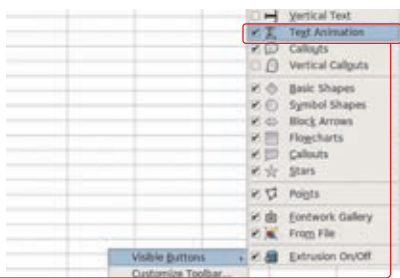 Vertical Text
Text Animation
Callouts
Vertical Callouts
Basic Shapes
Symbol Shapes
Block Arrows
Flowcharts
Callouts
Stars
Points
Fontwork Gallery
From File
Visible Buttons
Extrusion On/Off
Customize Toolbar...